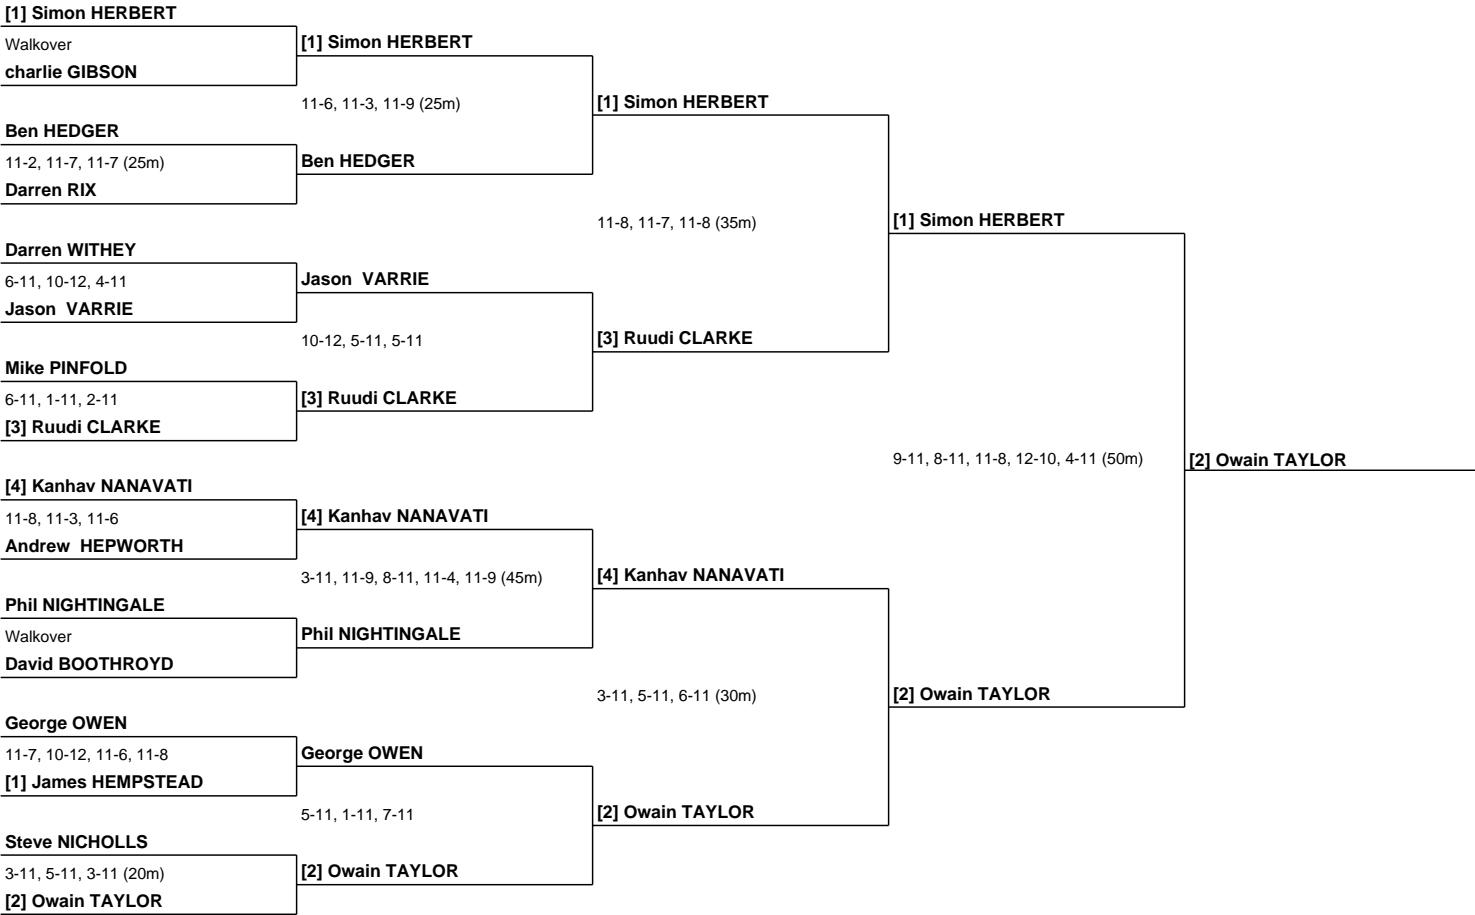 [1] Simon HERBERT
Walkover
charlie GIBSON
[1] Simon HERBERT
11-6, 11-3, 11-9 (25m)
[1] Simon HERBERT
Ben HEDGER
11-2, 11-7, 11-7 (25m)
Darren RIX
Ben HEDGER
11-8, 11-7, 11-8 (35m)
[1] Simon HERBERT
Darren WITHEY
6-11, 10-12, 4-11
Jason  VARRIE
Jason  VARRIE
10-12, 5-11, 5-11
[3] Ruudi CLARKE
Mike PINFOLD
6-11, 1-11, 2-11
[3] Ruudi CLARKE
[3] Ruudi CLARKE
9-11, 8-11, 11-8, 12-10, 4-11 (50m)
[2] Owain TAYLOR
[4] Kanhav NANAVATI
11-8, 11-3, 11-6
Andrew  HEPWORTH
[4] Kanhav NANAVATI
3-11, 11-9, 8-11, 11-4, 11-9 (45m)
[4] Kanhav NANAVATI
Phil NIGHTINGALE
Walkover
David BOOTHROYD
Phil NIGHTINGALE
3-11, 5-11, 6-11 (30m)
[2] Owain TAYLOR
George OWEN
11-7, 10-12, 11-6, 11-8
[1] James HEMPSTEAD
George OWEN
5-11, 1-11, 7-11
[2] Owain TAYLOR
Steve NICHOLLS
3-11, 5-11, 3-11 (20m)
[2] Owain TAYLOR
[2] Owain TAYLOR